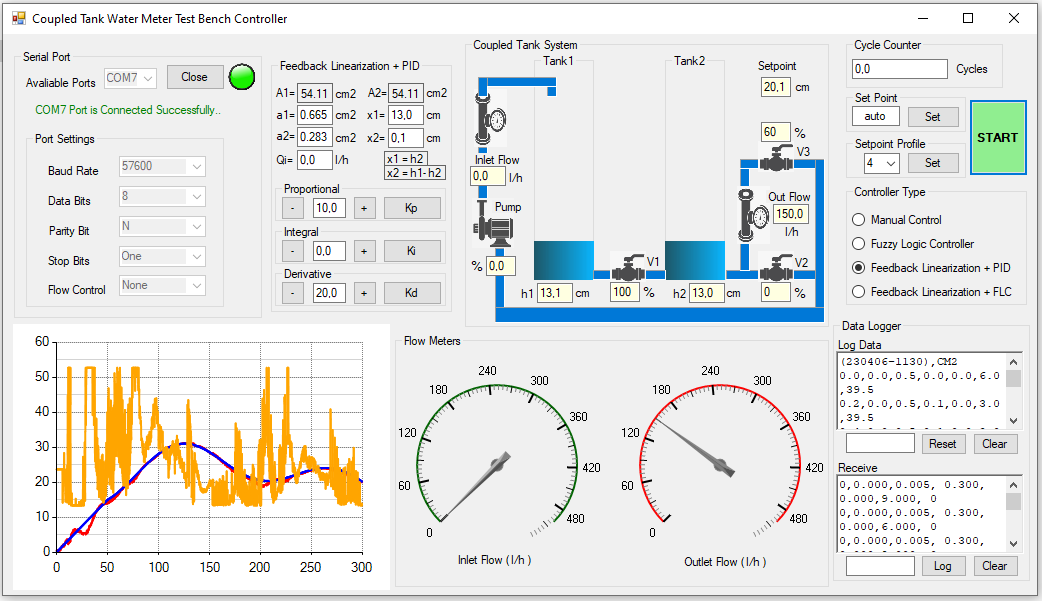 Coupled Tank Water Meter Test Bench Controller
Serial Port
Avaliable Ports COM7 Close
COM7 Port is Connected Successfully..
Port Settings
Baud Rate 57600
Data Bits 8
Parity Bit N
Stop Bits One
Flow Control None
Feedback Linearization + PID
A1= 54.11 cm2 A2= 54.11 cm2
a1= 0.665 cm2 x1= 13,0 cm
a2= 0.283 cm2 x2= 0,1 cm
Qi= 0,0 l/h x1 = h2
x2 = h1- h2
Proportional
- 10,0 + Kp
Integral
- 0,0 + Ki
Derivative
- 20,0 + Kd
Coupled Tank System
Tank1 Tank2
Setpoint
20,1 cm
60 %
V3
Inlet Flow
0,0 l/h
Pump
% 0,0
Out Flow
150,0
l/h
V1
V2
h1 13,1 cm 100 % h2 13,0 cm 0 %
Cycle Counter
0,0 Cycles
Set Point
auto Set
Setpoint Profile
4 Set
START
Controller Type
Manual Control
Fuzzy Logic Controller
Feedback Linearization + PID
Feedback Linearization + FLC
60
50
40
30
20
10
0
0 50 100 150 200 250 300
Flow Meters
0 60 120 180 240 300 360 420 480
Inlet Flow ( l/h )
0 60 120 180 240 300 360 420 480
Outlet Flow ( l/h )
Data Logger
Log Data
(230406-1130),CM2
0.0,0.0,0.5,0.0,0.0,6.0
,39.5
0.2,0.0,0.5,0.1,0.0,3.0
,39.5
Reset Clear
Receive
0,0.000,0.005, 0.300,
0.000,9.000, 0
0,0.000,0.005, 0.300,
0.000,6.000, 0
0,0.000,0.005, 0.300,
Log Clear